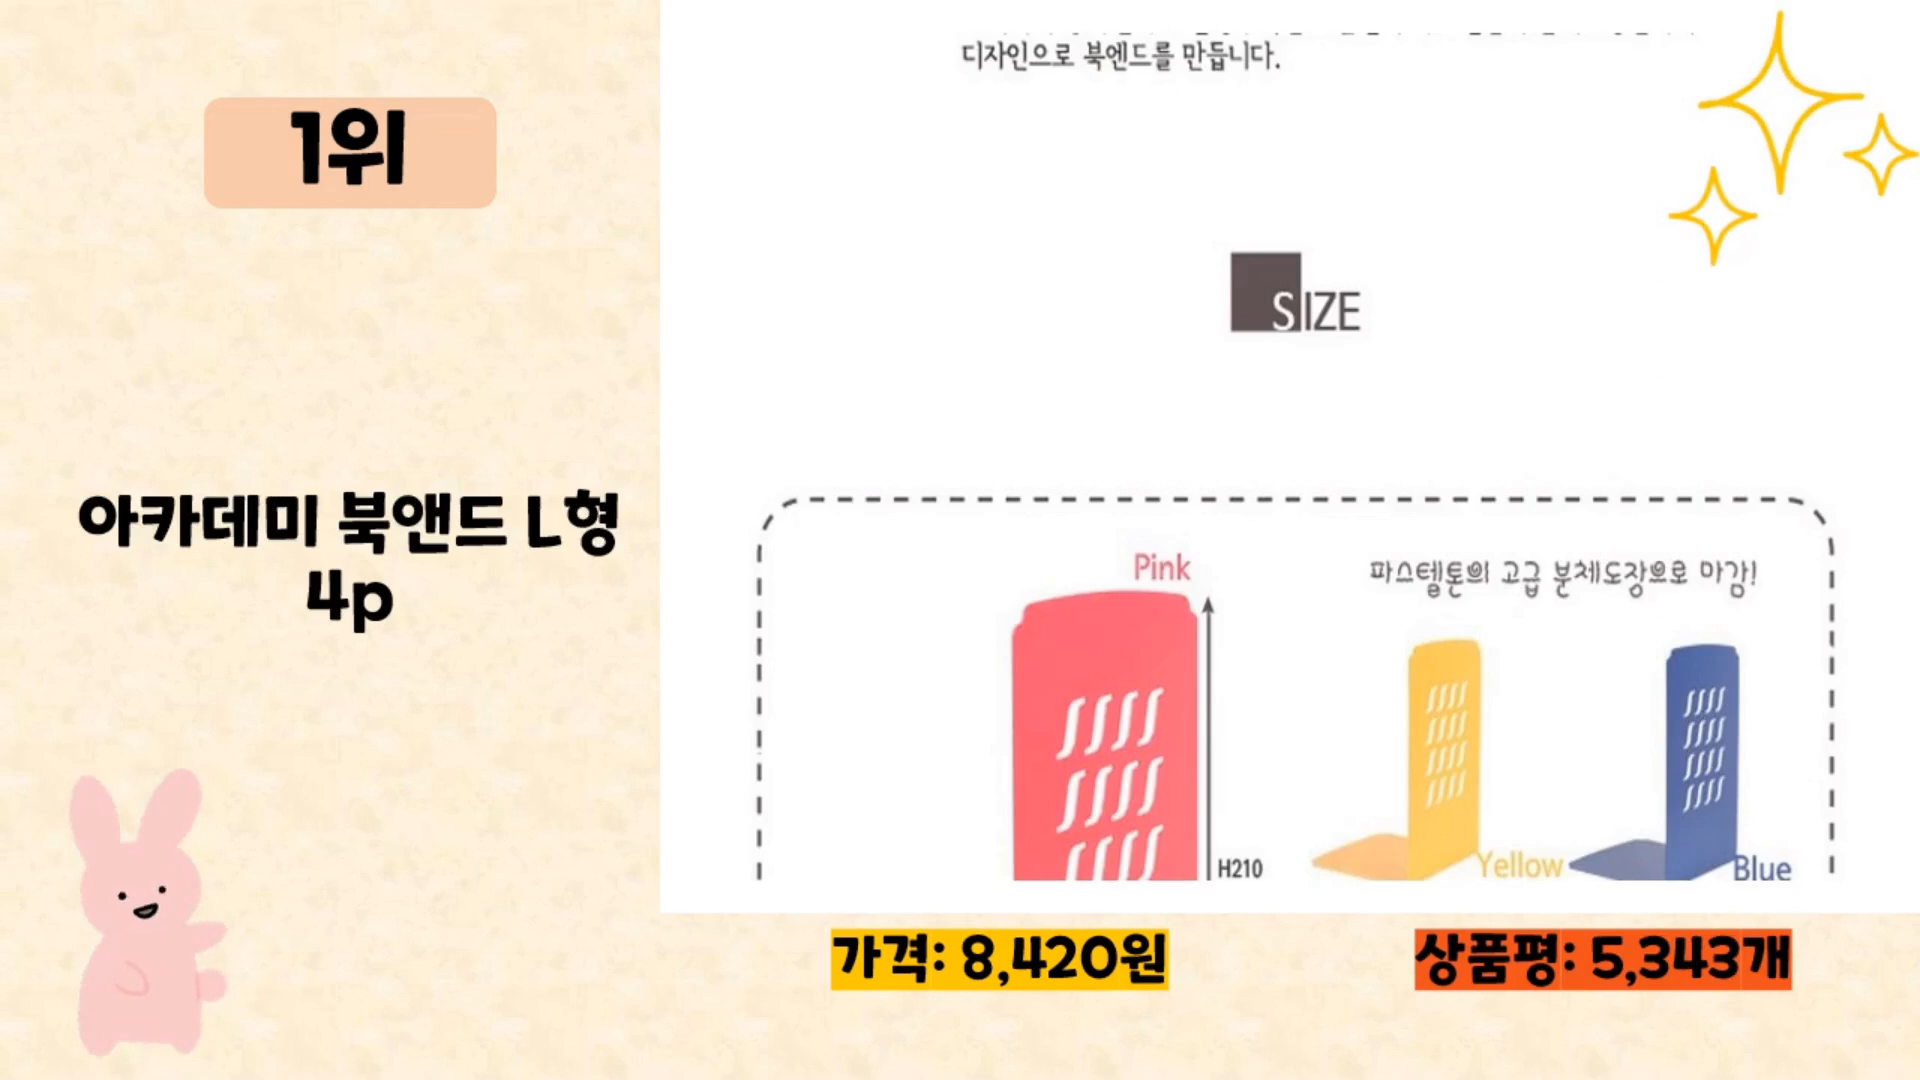 1위
아카데미 북앤드 L형
4p
디자인으로 북엔드를 만듭니다.
SIZE
Pink
파스텔톤의 고급 분체도장으로 마감!
H210
Yellow
Blue
가격: 8,420원
상품평: 5,343개